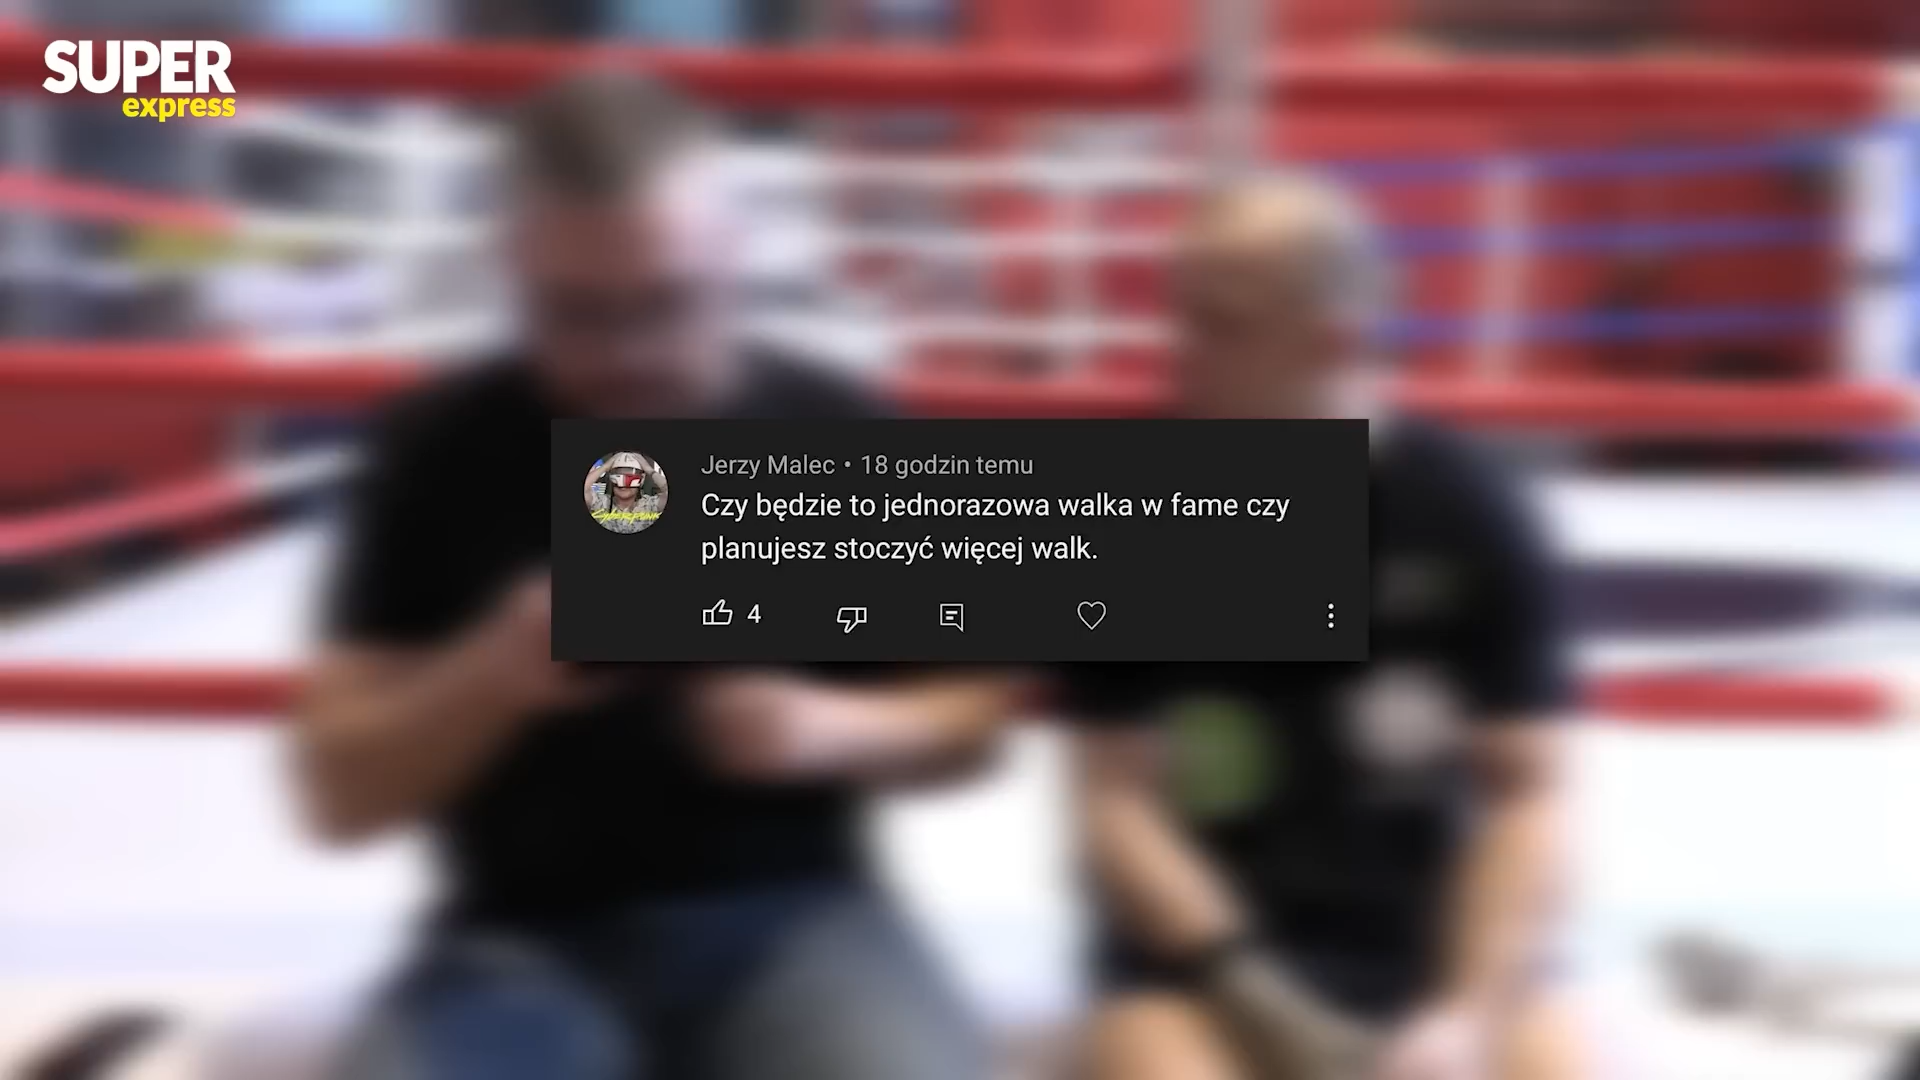 SUPER
express
Jerzy Malec • 18 godzin temu
Czy będzie to jednorazowa walka w fame czy
planujesz stoczyć więcej walk.
4